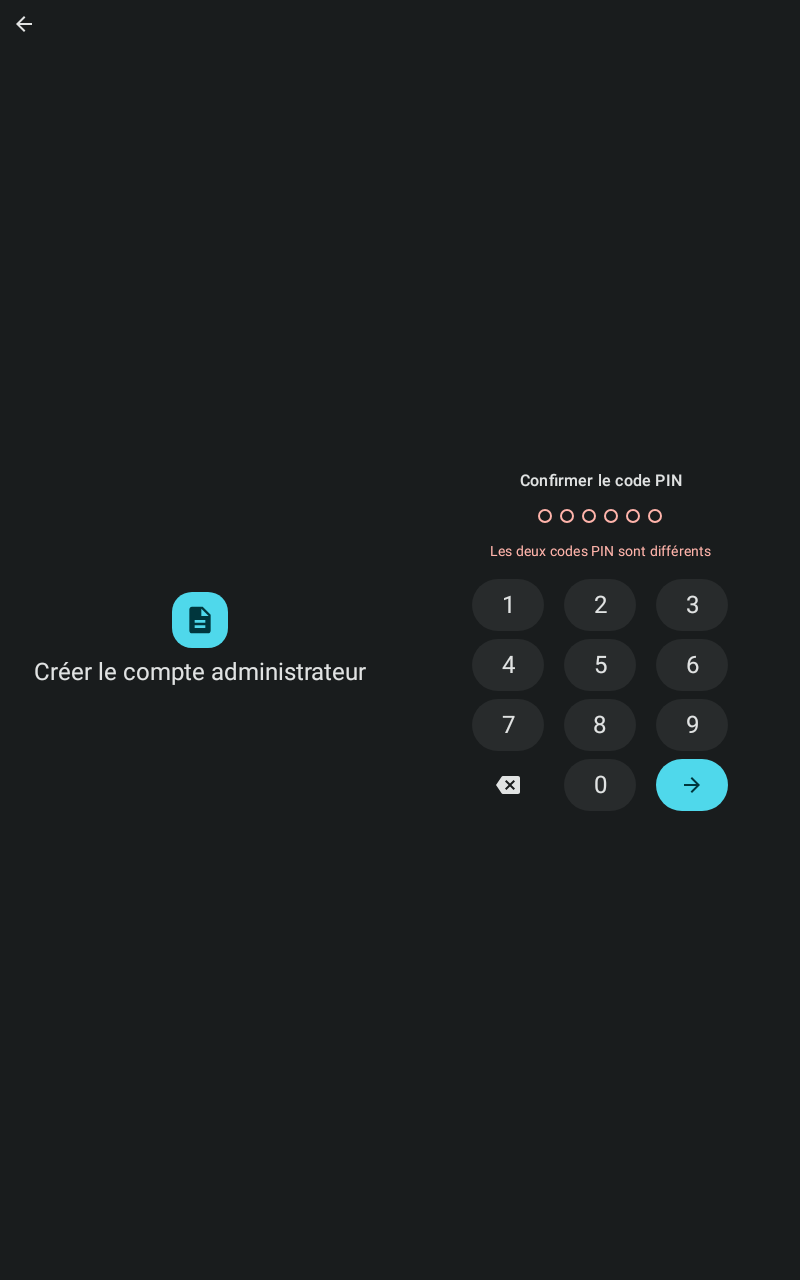 Confirmer le code PIN
Les deux codes PIN sont différents
Créer le compte administrateur
1 2 3
4 5 6
7 8 9
0